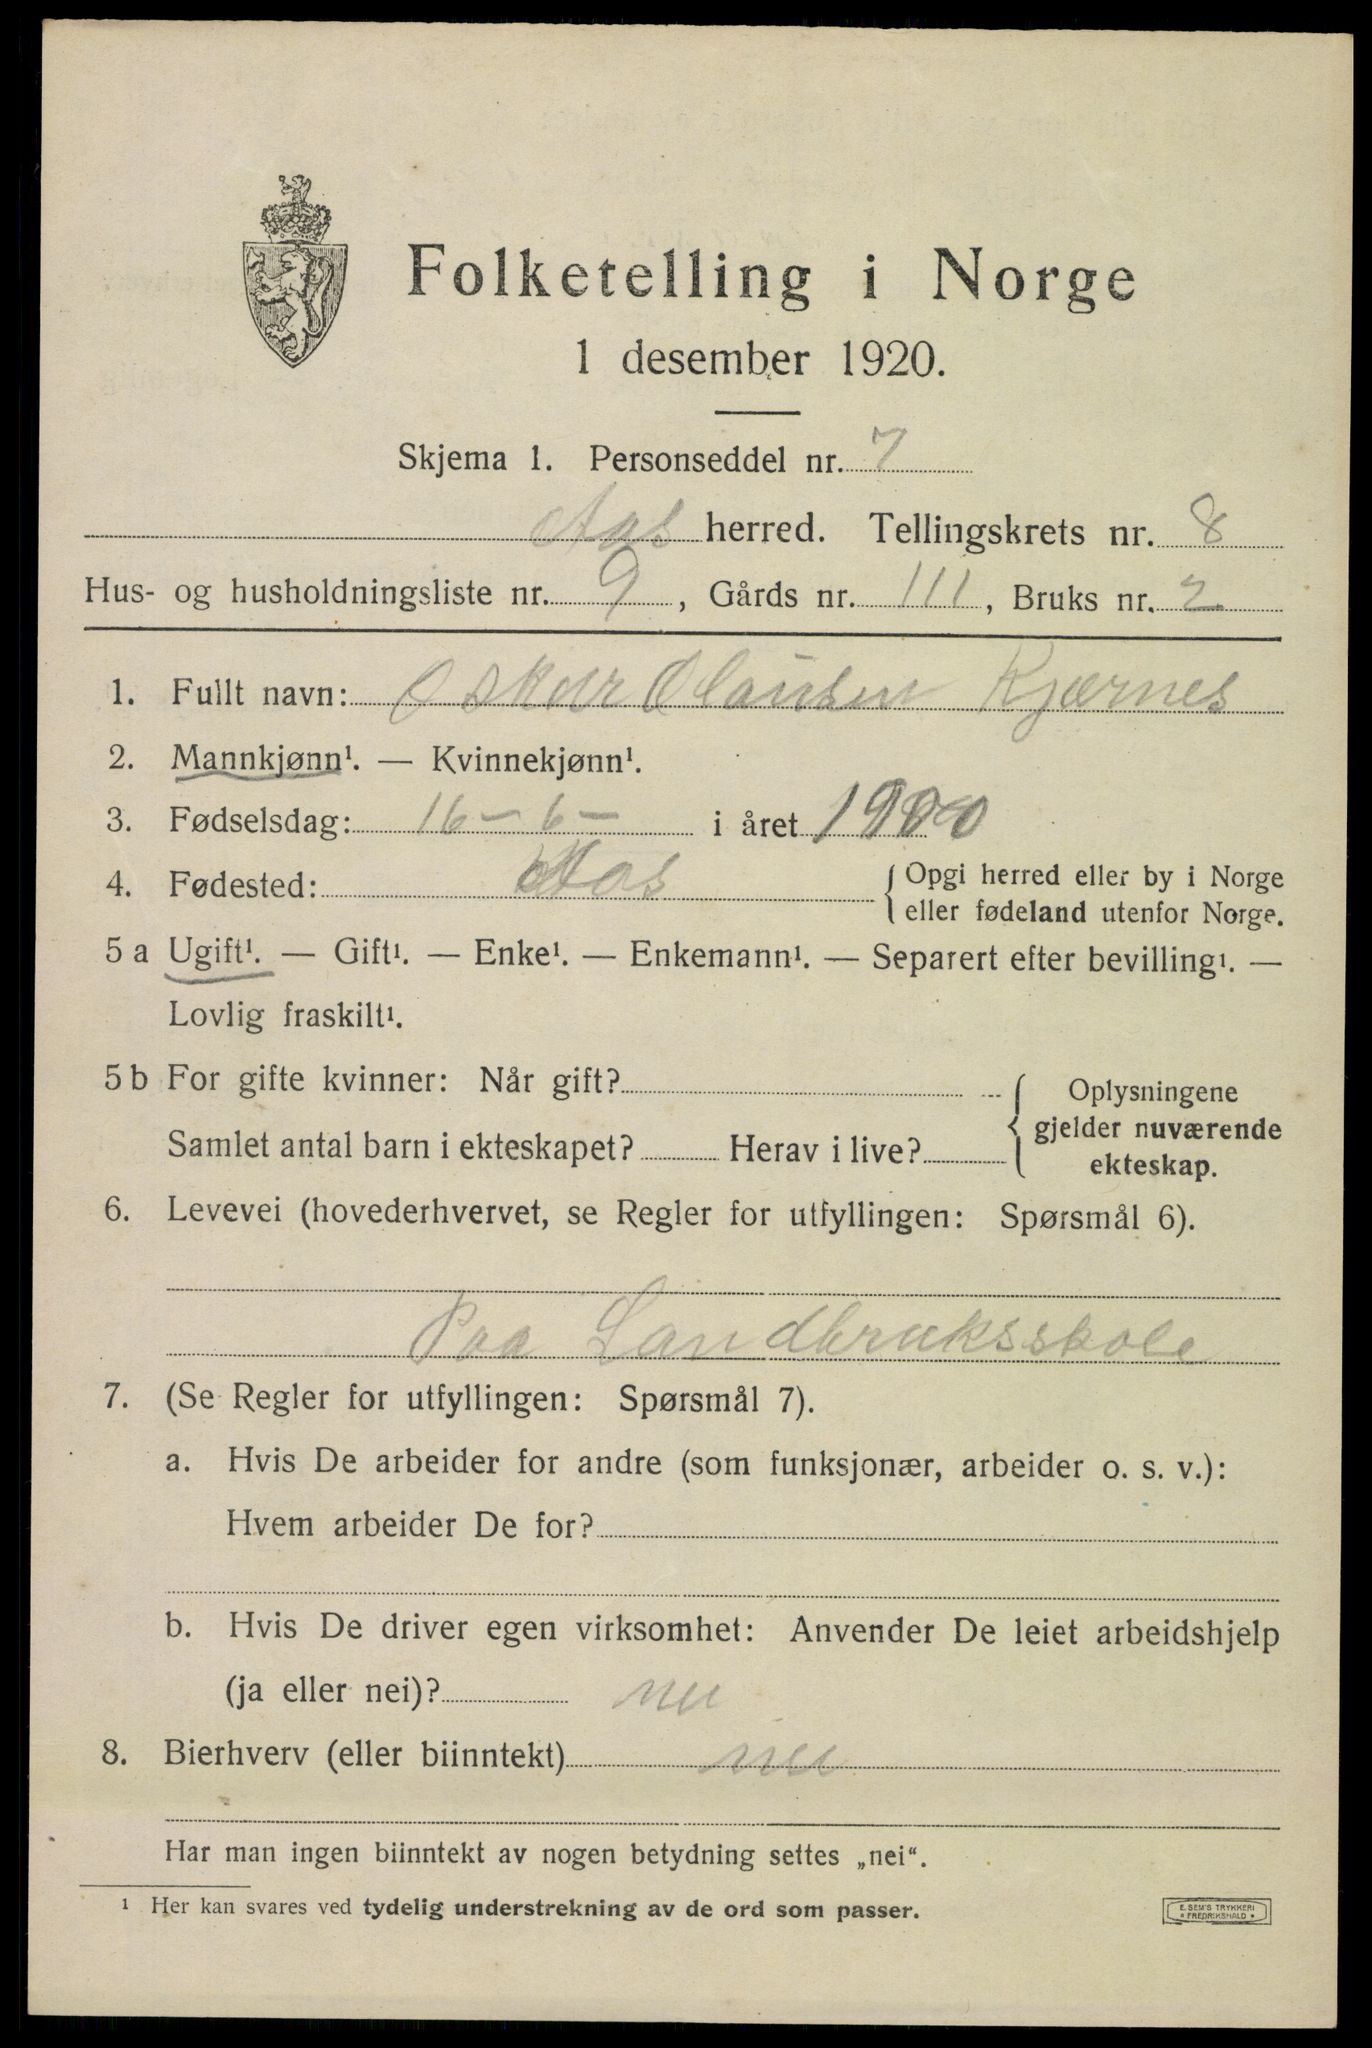 Folketelling i Norge
1 desember 1920.
Skjema 1. Personseddel nr. 7
Aas herred. Tellingskrets nr. 8
Hus- og husholdningsliste nr. 9, Gårds nr. 111, Bruks nr. 2
1. Fullt navn: Oskar Clausen Kjærnes
2. Mannkjønn¹. — Kvinnekjønn¹.
3. Fødselsdag: 16 - 6 - i året 1900
4. Fødested: Aas {Opgi herred eller by i Norge
eller fødeland utenfor Norge.
5 a Ugift¹. — Gift¹. — Enke¹. — Enkemann¹. — Separert efter bevilling¹. —
Lovlig fraskilt¹.
5 b For gifte kvinner: Når gift? Oplysningene
gjelder nuværende
Samlet antal barn i ekteskapet? Herav i live?
ekteskap.
6. Levevei (hovederhvervet, se Regler for utfyllingen: Spørsmål 6).
Paa Landbruksskole
7. (Se Regler for utfyllingen: Spørsmål 7).
a. Hvis De arbeider for andre (som funksjonær, arbeider o. s. v.):
Hvem arbeider De for?
b. Hvis De driver egen virksomhet: Anvender De leiet arbeidshjelp
(ja eller nei)? nei
8. Bierhverv (eller biinntekt) nei
Har man ingen biinntekt av nogen betydning settes „nei".
¹ Her kan svares ved tydelig understrekning av de ord som passer.
E. SEM'S TRYKKERI
* FREDRIKSHALD *